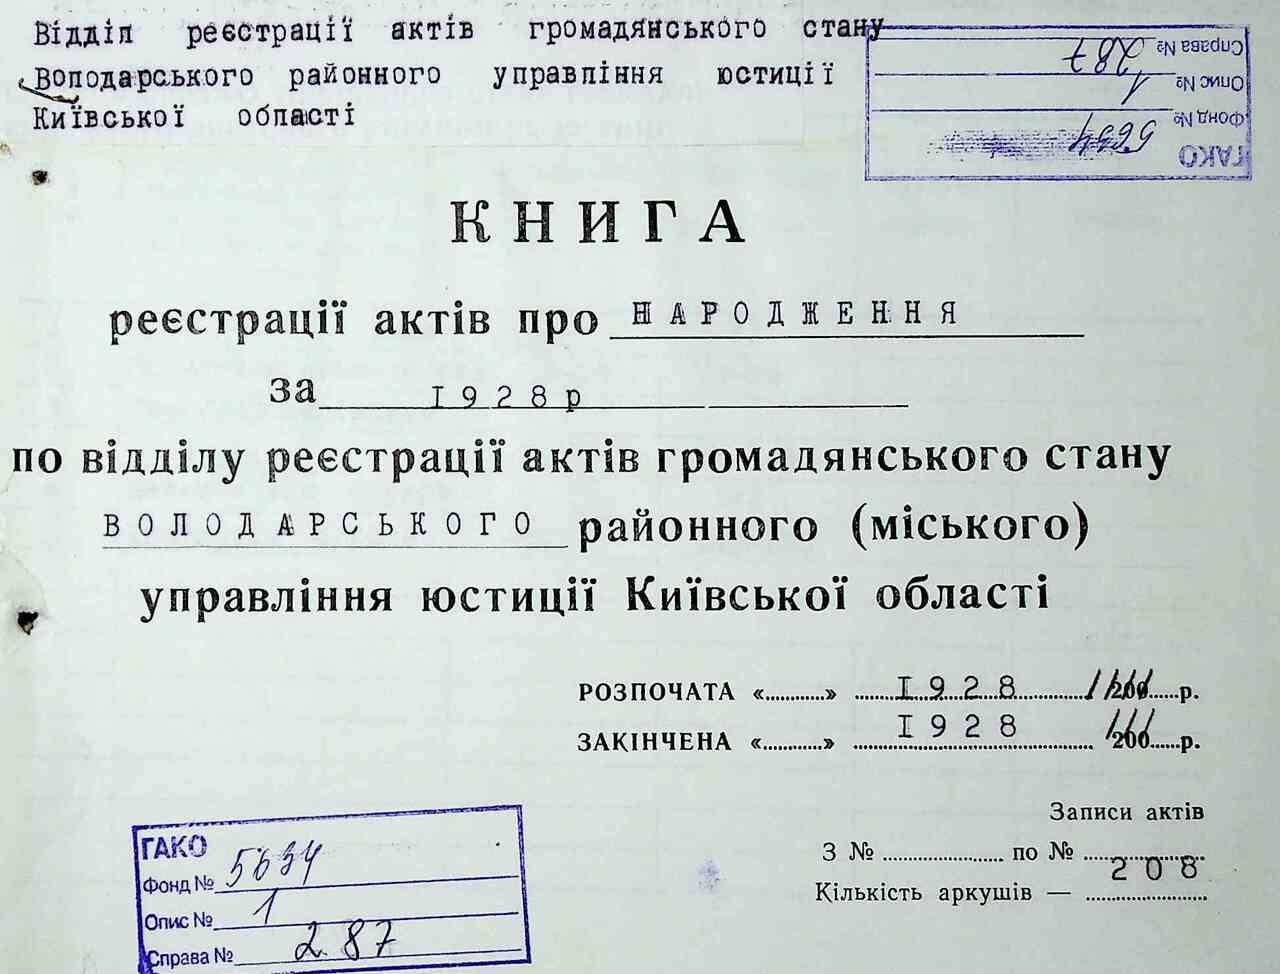 Відділ реєстрації актів громадянського стану
Володарського районного управління юстиції
Київської області
ГАКО
Фонд № 5634
Опис № 1
Справа № 287
КНИГА
реєстрації актів про НАРОДЖЕННЯ
за 1928р
по відділу реєстрації актів громадянського стану
ВОЛОДАРСЬКОГО районного (міського)
управління юстиції Київської області
РОЗПОЧАТА «...........» 1928 200......р.
ЗАКІНЧЕНА «...........» 1928 200......р.
Записи актів
З № ........................ по № ........................
Кількість аркушів — 208
ГАКО
Фонд № 5634
Опис № 1
Справа № 287